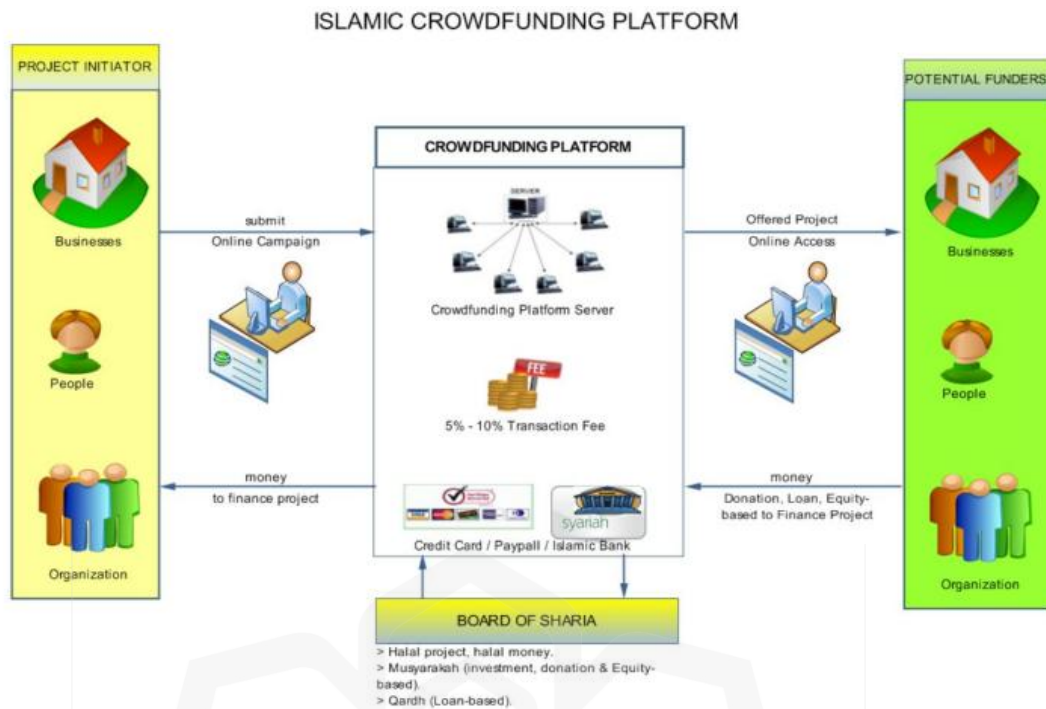 ISLAMIC CROWDFUNDING PLATFORM
PROJECT INITIATOR
Businesses
People
Organization
submit
Online Campaign
money
to finance project
CROWDFUNDING PLATFORM
SERVER
Crowdfunding Platform Server
FEE
5% - 10% Transaction Fee
syariah
Credit Card / Paypall / Islamic Bank
Offered Project
Online Access
money
Donation, Loan, Equity-
based to Finance Project
POTENTIAL FUNDERS
Businesses
People
Organization
BOARD OF SHARIA
> Halal project, halal money.
> Musyarakah (investment, donation & Equity-
based).
> Qardh (Loan-based).